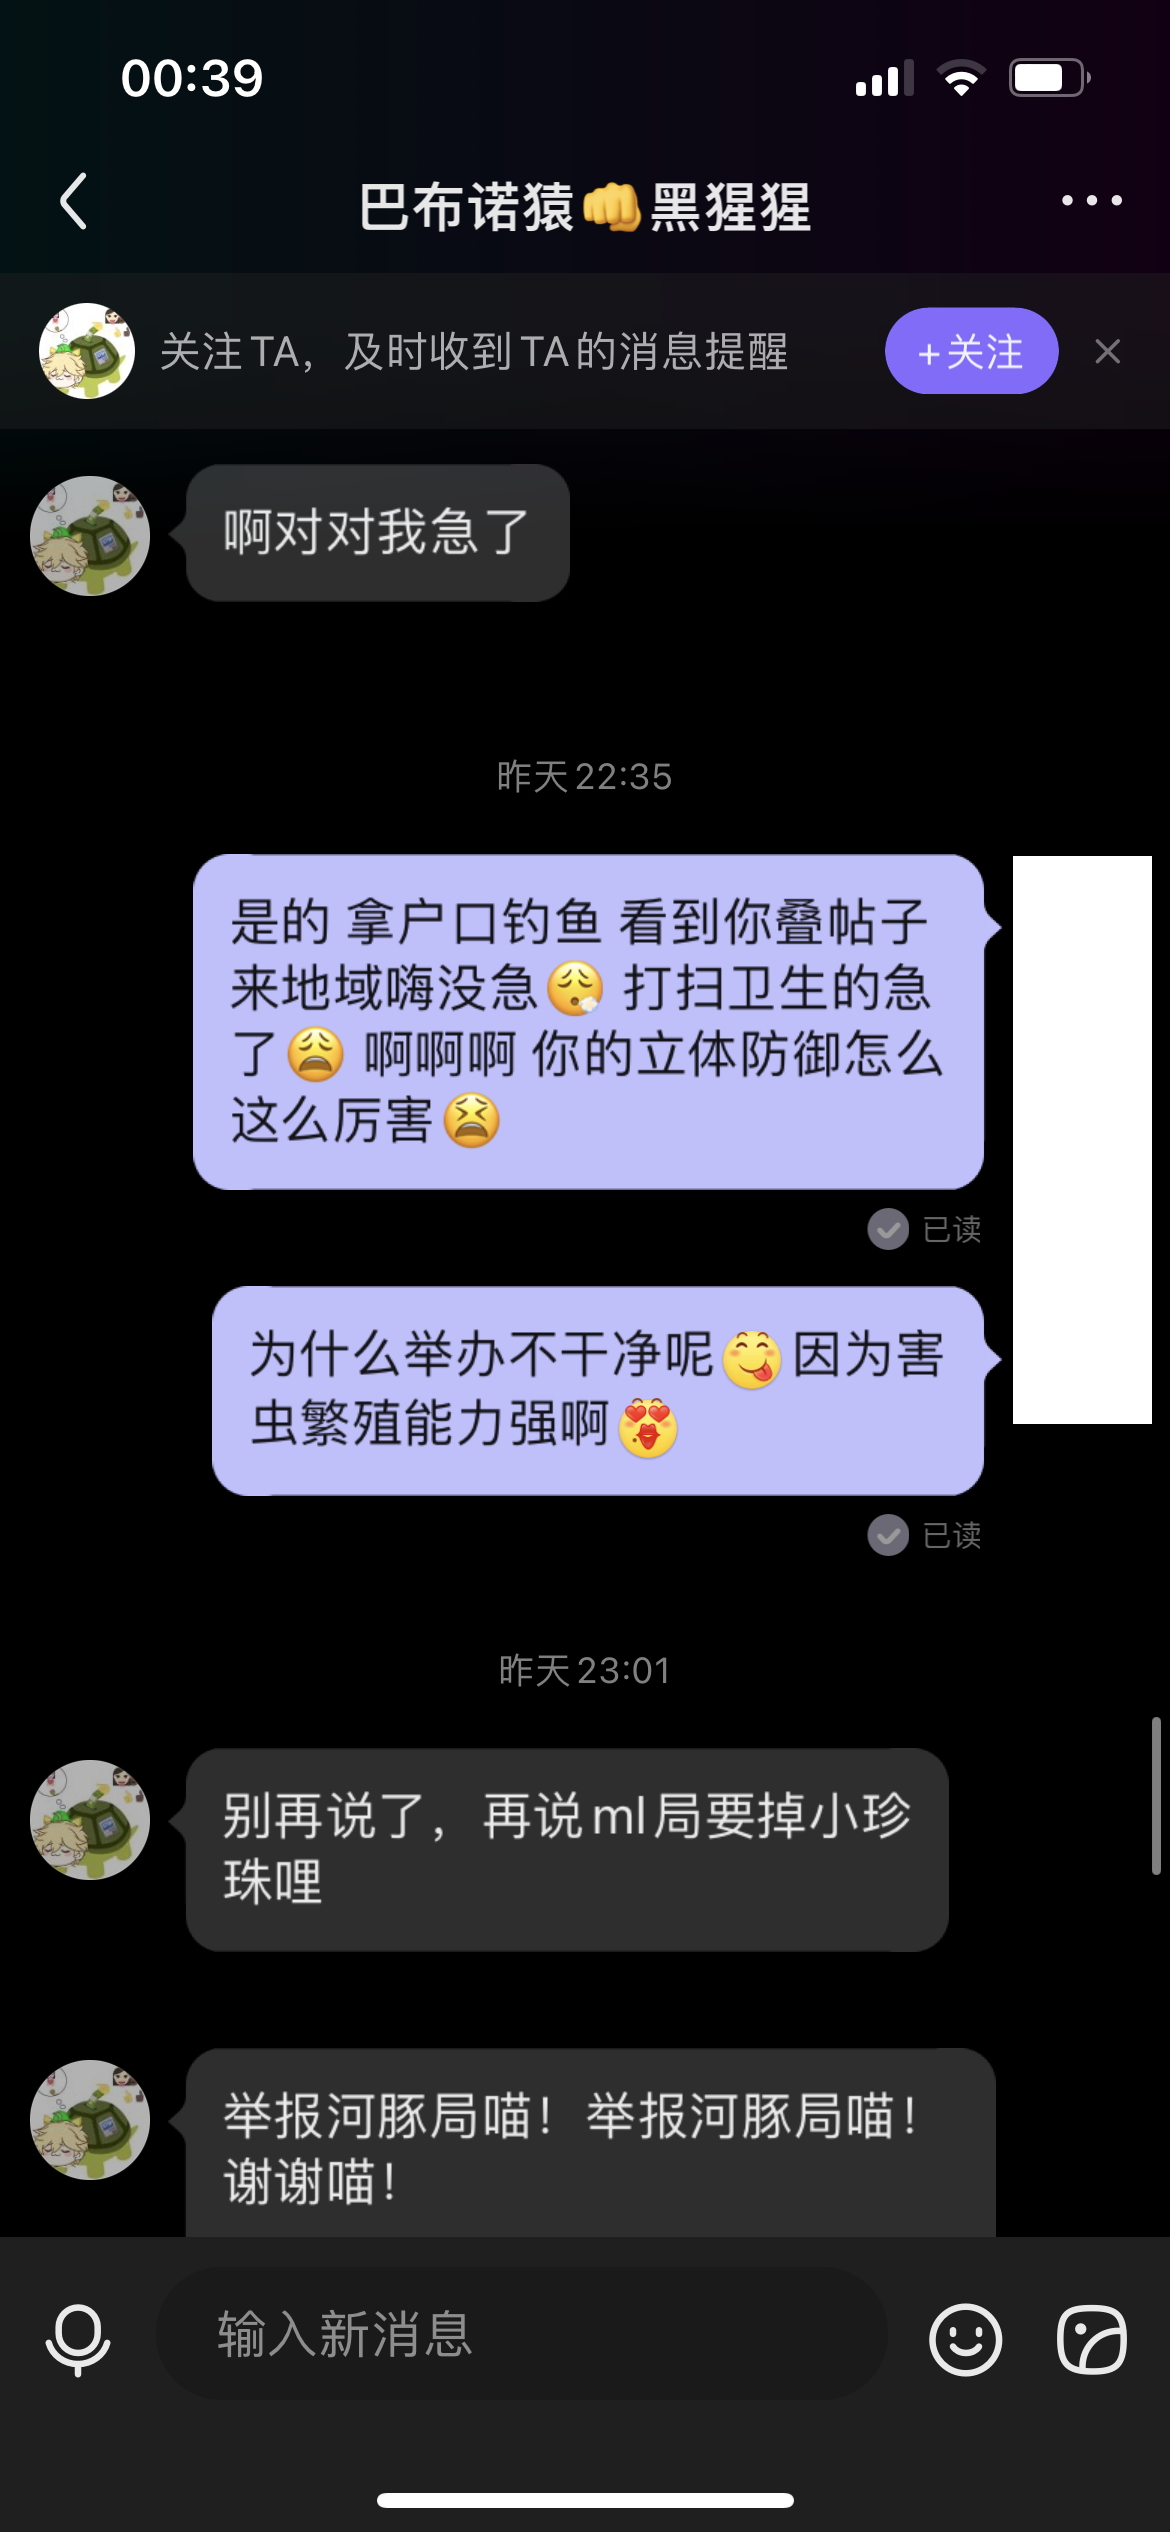 00:39
巴布诺猿👊黑猩猩
关注TA，及时收到TA的消息提醒
+关注
啊对对我急了
昨天22:35
是的 拿户口钓鱼 看到你叠帖子
来地域嗨没急😮‍💨 打扫卫生的急
了😩 啊啊啊 你的立体防御怎么
这么厉害😫
已读
为什么举办不干净呢😋因为害
虫繁殖能力强啊😍
已读
昨天23:01
别再说了，再说ml局要掉小珍
珠哩
举报河豚局喵！举报河豚局喵！
谢谢喵！
输入新消息